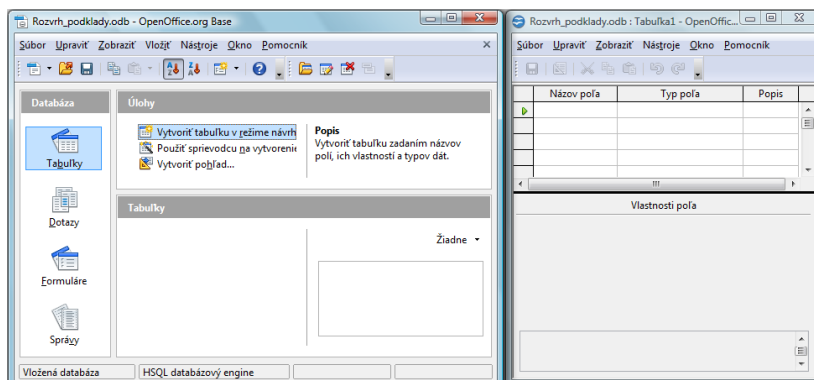 Rozvrh_podklady.odb - OpenOffice.org Base
Súbor Upraviť Zobraziť Vložiť Nástroje Okno Pomocník
Databáza
Tabuľky
Dotazy
Formuláre
Správy
Úlohy
Vytvoriť tabuľku v režime návrh
Použiť sprievodcu na vytvorenie
Vytvoriť pohľad...
Popis
Vytvoriť tabuľku zadaním názvov
polí, ich vlastností a typov dát.
Tabuľky
Žiadne
Vložená databáza HSQL databázový engine
Rozvrh_podklady.odb : Tabuľka1 - OpenOffic...
Súbor Upraviť Zobraziť Nástroje Okno Pomocník
Názov poľa Typ poľa Popis
Vlastnosti poľa